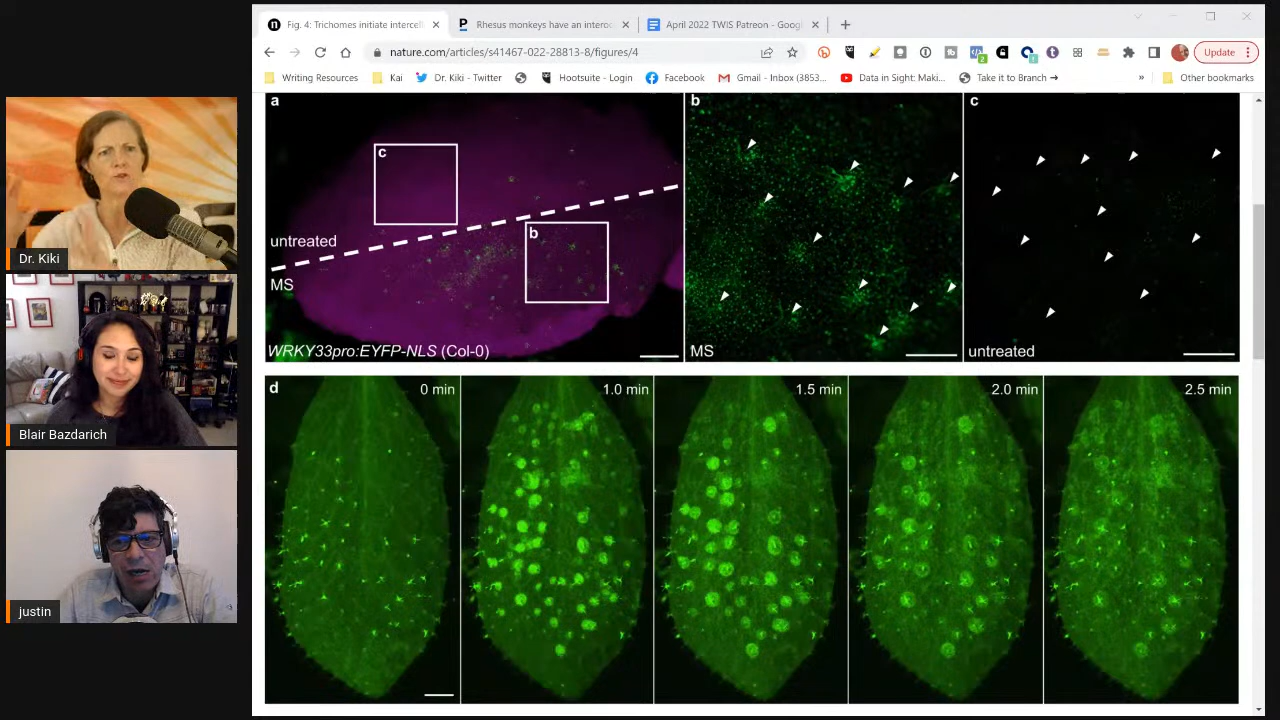 Fig. 4: Trichomes initiate intercell
Rhesus monkeys have an interoc
April 2022 TWIS Patreon - Goog
nature.com/articles/s41467-022-28813-8/figures/4
Update
Writing Resources
Kai
Dr. Kiki - Twitter
Hootsuite - Login
Facebook
Gmail - Inbox (3853...
Data in Sight: Maki...
Take it to Branch →
»
Other bookmarks
a
c
untreated
MS
b
WRKY33pro:EYFP-NLS (Col-0)
b
MS
c
untreated
d
0 min
1.0 min
1.5 min
2.0 min
2.5 min
Dr. Kiki
Blair Bazdarich
justin